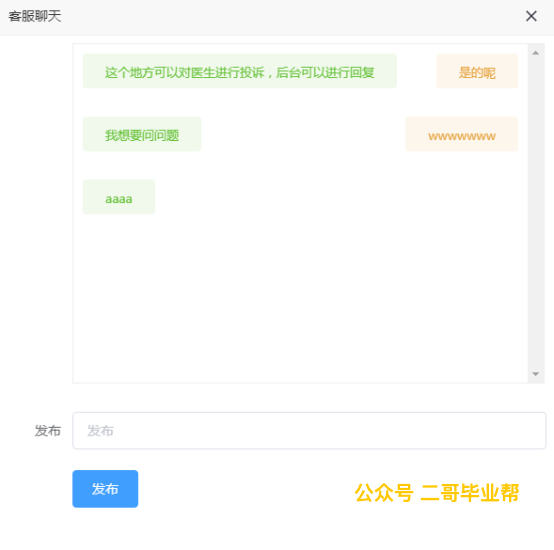 客服聊天
这个地方可以对医生进行投诉，后台可以进行回复
是的呢
我想要问问题
wwwwwww
aaaa
发布
发布
发布
公众号 二哥毕业帮